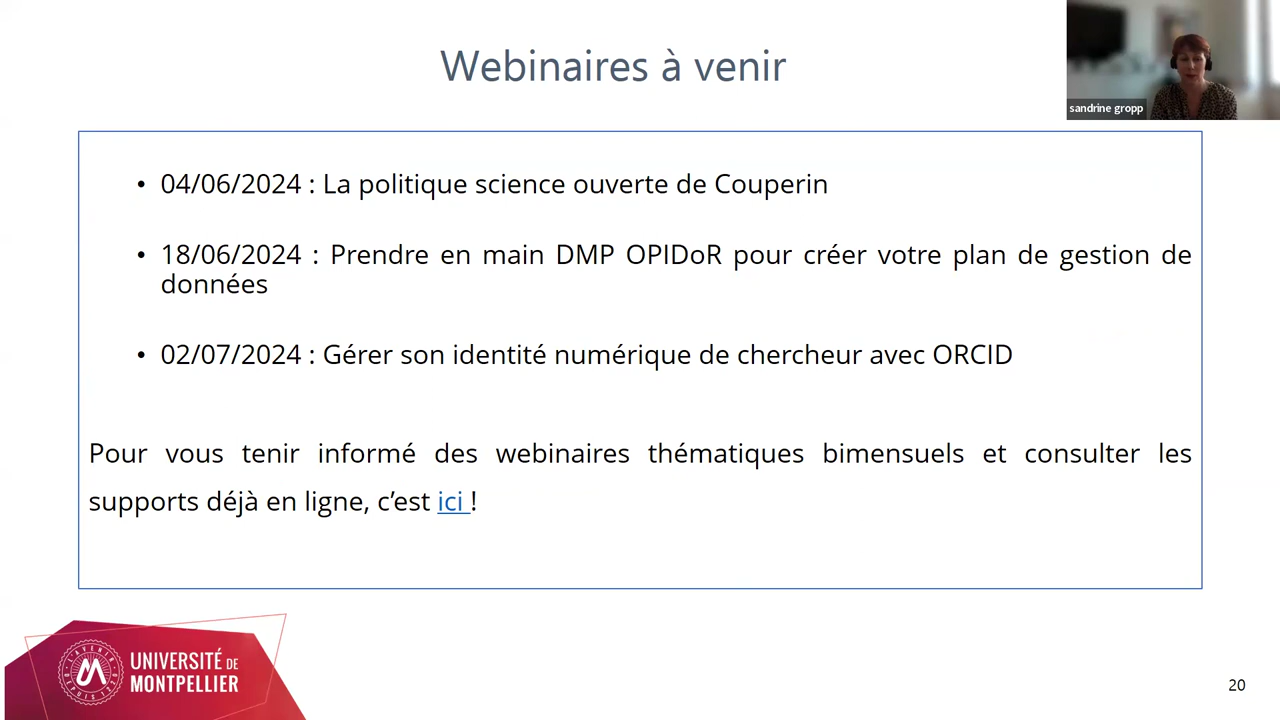 Webinaires à venir
sandrine gropp
• 04/06/2024 : La politique science ouverte de Couperin
• 18/06/2024 : Prendre en main DMP OPIDoR pour créer votre plan de gestion de
données
• 02/07/2024 : Gérer son identité numérique de chercheur avec ORCID
Pour vous tenir informé des webinaires thématiques bimensuels et consulter les
supports déjà en ligne, c’est ici !
UNIVERSITÉ DE
MONTPELLIER
20